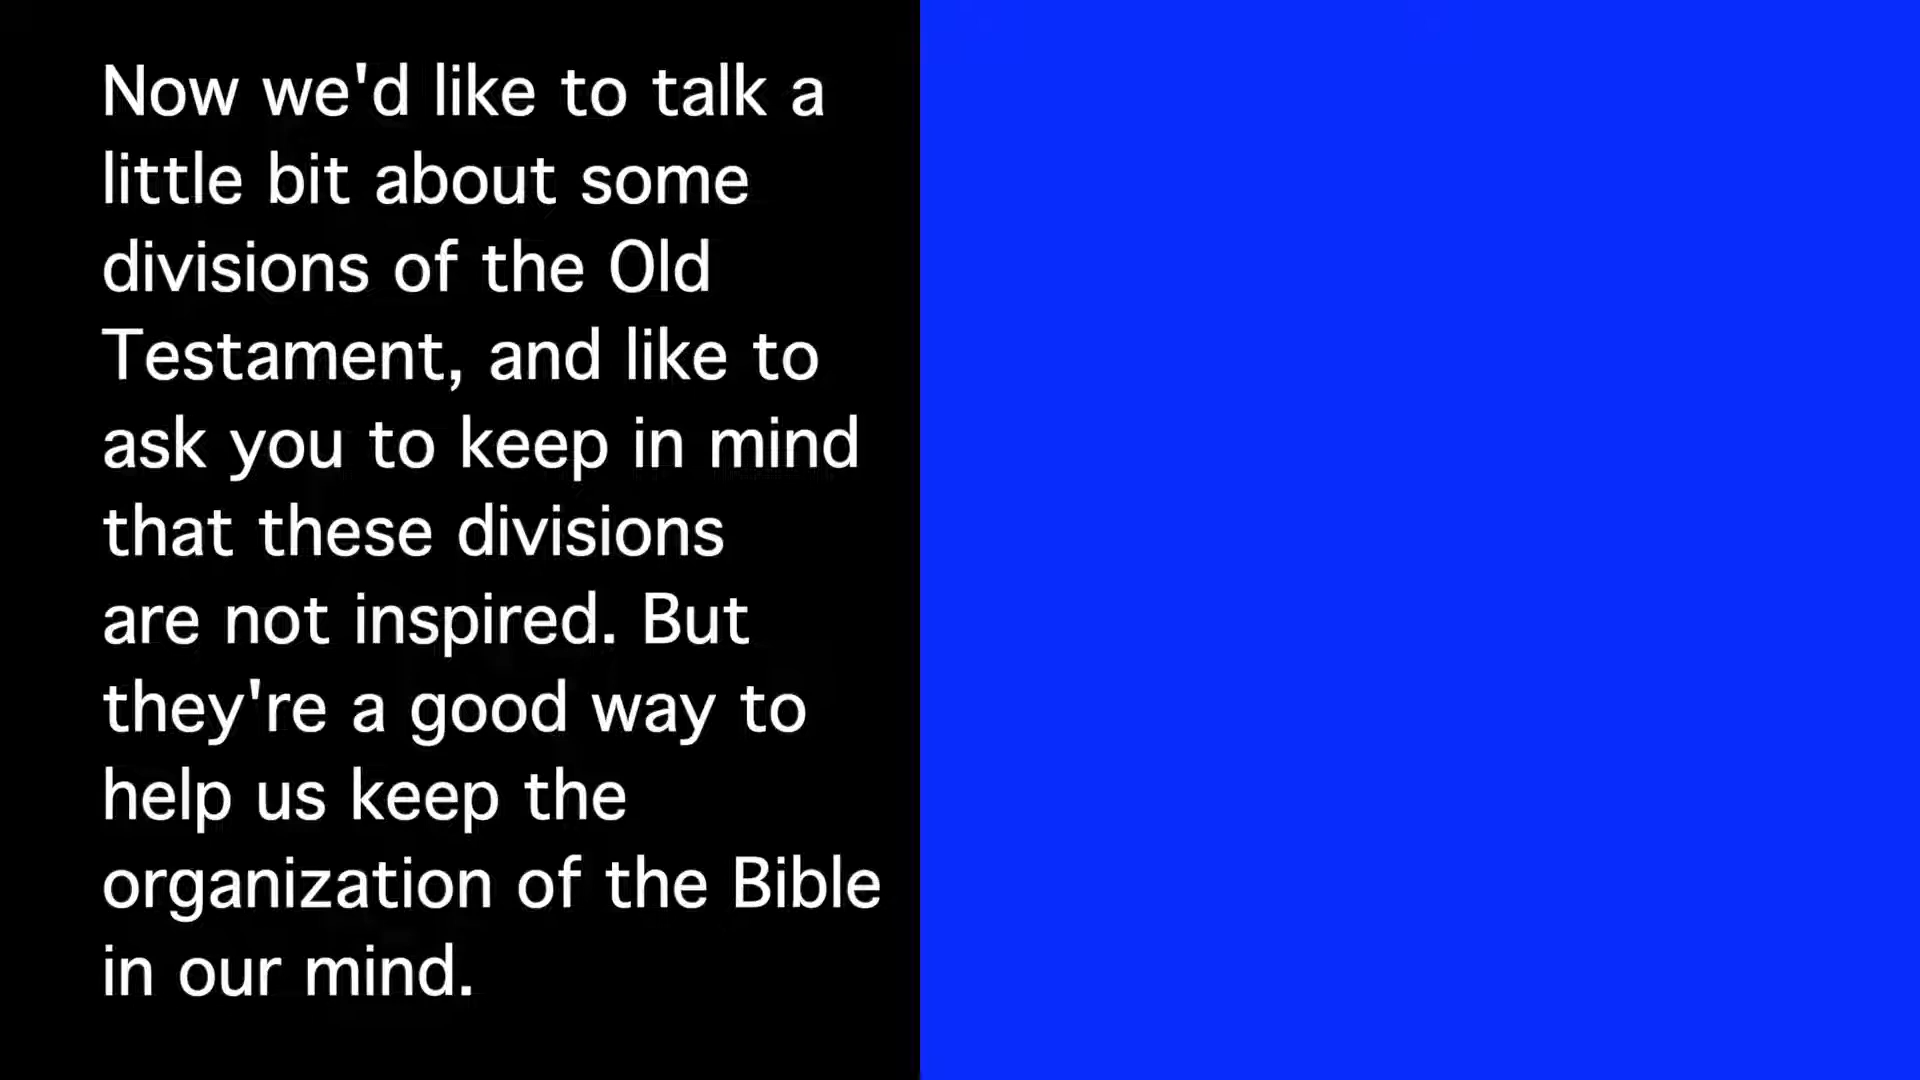 Now we'd like to talk a
little bit about some
divisions of the Old
Testament, and like to
ask you to keep in mind
that these divisions
are not inspired. But
they're a good way to
help us keep the
organization of the Bible
in our mind.